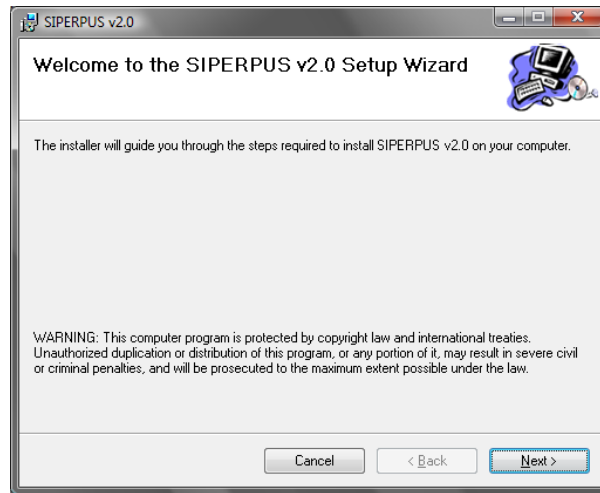 SIPERPUS v2.0
Welcome to the SIPERPUS v2.0 Setup Wizard
The installer will guide you through the steps required to install SIPERPUS v2.0 on your computer.
WARNING: This computer program is protected by copyright law and international treaties.
Unauthorized duplication or distribution of this program, or any portion of it, may result in severe civil
or criminal penalties, and will be prosecuted to the maximum extent possible under the law.
Cancel < Back Next >